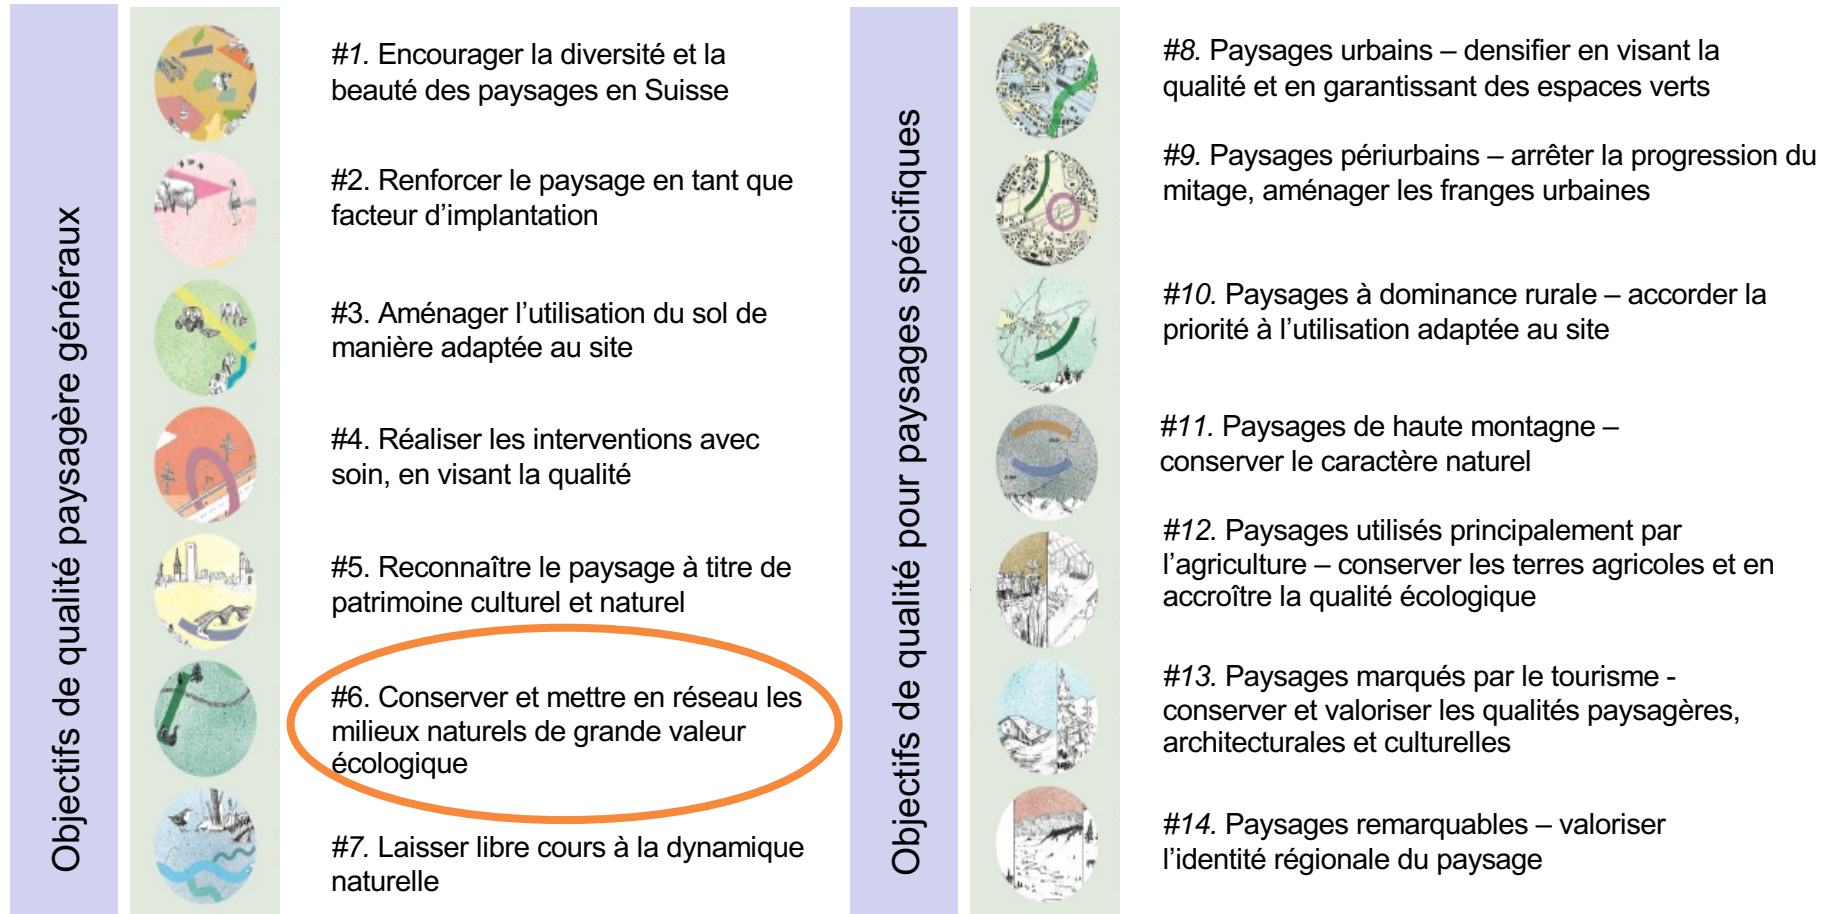 Objectifs de qualité paysagère généraux
#1. Encourager la diversité et la
beauté des paysages en Suisse
#2. Renforcer le paysage en tant que
facteur d’implantation
#3. Aménager l’utilisation du sol de
manière adaptée au site
#4. Réaliser les interventions avec
soin, en visant la qualité
#5. Reconnaître le paysage à titre de
patrimoine culturel et naturel
#6. Conserver et mettre en réseau les
milieux naturels de grande valeur
écologique
#7. Laisser libre cours à la dynamique
naturelle
Objectifs de qualité pour paysages spécifiques
#8. Paysages urbains – densifier en visant la
qualité et en garantissant des espaces verts
#9. Paysages périurbains – arrêter la progression du
mitage, aménager les franges urbaines
#10. Paysages à dominance rurale – accorder la
priorité à l’utilisation adaptée au site
#11. Paysages de haute montagne –
conserver le caractère naturel
#12. Paysages utilisés principalement par
l’agriculture – conserver les terres agricoles et en
accroître la qualité écologique
#13. Paysages marqués par le tourisme -
conserver et valoriser les qualités paysagères,
architecturales et culturelles
#14. Paysages remarquables – valoriser
l’identité régionale du paysage